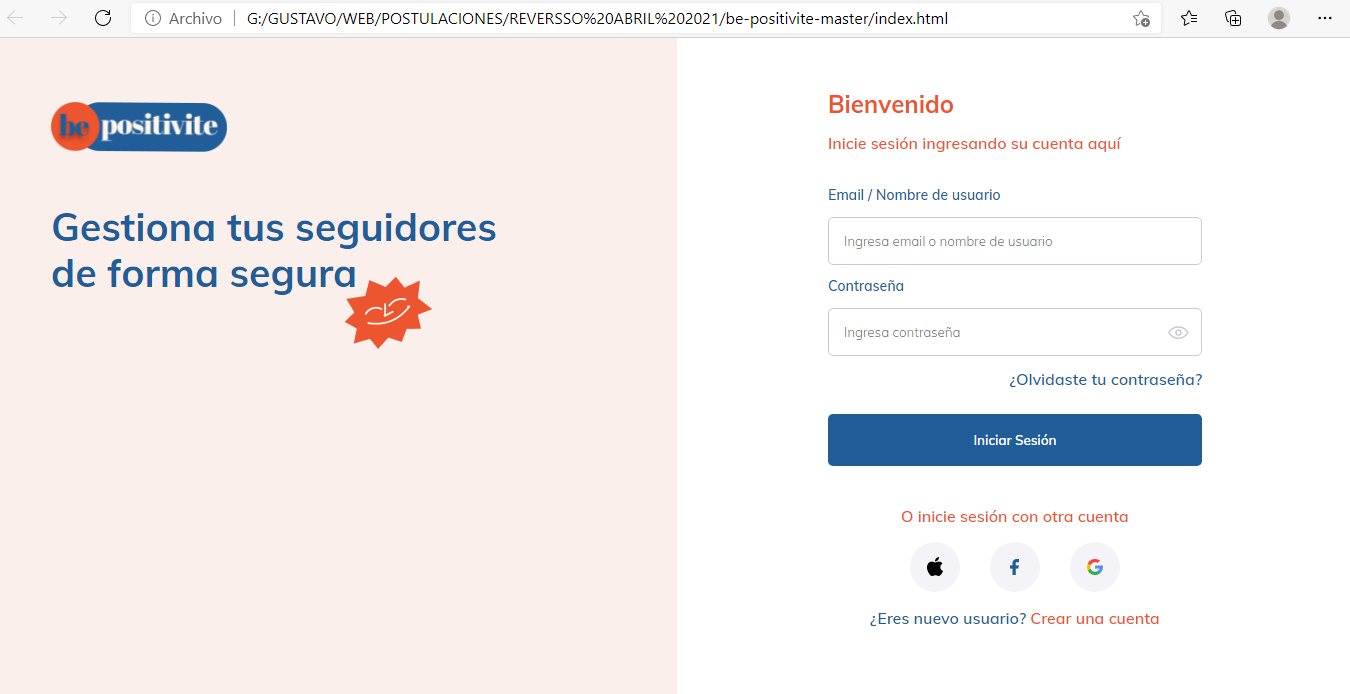 Archivo
G:/GUSTAVO/WEB/POSTULACIONES/REVERSSO%20ABRIL%202021/be-positivite-master/index.html
be positivite
Gestiona tus seguidores
de forma segura
Bienvenido
Inicie sesión ingresando su cuenta aquí
Email / Nombre de usuario
Ingresa email o nombre de usuario
Contraseña
Ingresa contraseña
¿Olvidaste tu contraseña?
Iniciar Sesión
O inicie sesión con otra cuenta
¿Eres nuevo usuario? Crear una cuenta